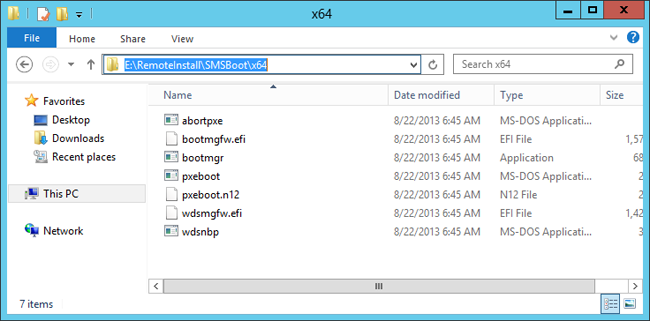 x64
File Home Share View
E:\RemoteInstall\SMSBoot\x64 Search x64
Name Date modified Type Size
Favorites
Desktop
Downloads
Recent places
This PC
Network
abortpxe 8/22/2013 6:45 AM MS-DOS Applicatio...
bootmgfw.efi 8/22/2013 6:45 AM EFI File 1,57
bootmgr 8/22/2013 6:45 AM Application 68
pxeboot 8/22/2013 6:45 AM MS-DOS Applicatio... 2
pxeboot.n12 8/22/2013 6:45 AM N12 File 2
wdsmgfw.efi 8/22/2013 6:45 AM EFI File 1,42
wdsnbp 8/22/2013 6:45 AM MS-DOS Applicatio... 3
7 items